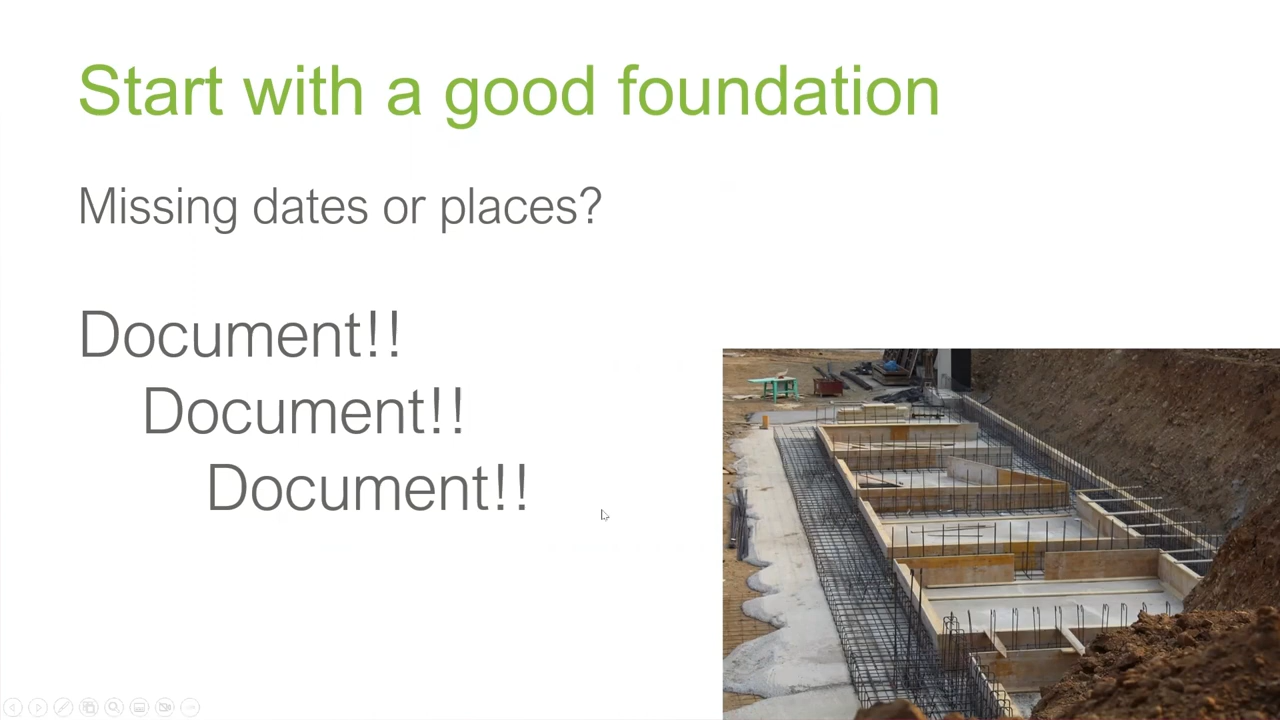 Start with a good foundation
Missing dates or places?
Document!!
Document!!
Document!!